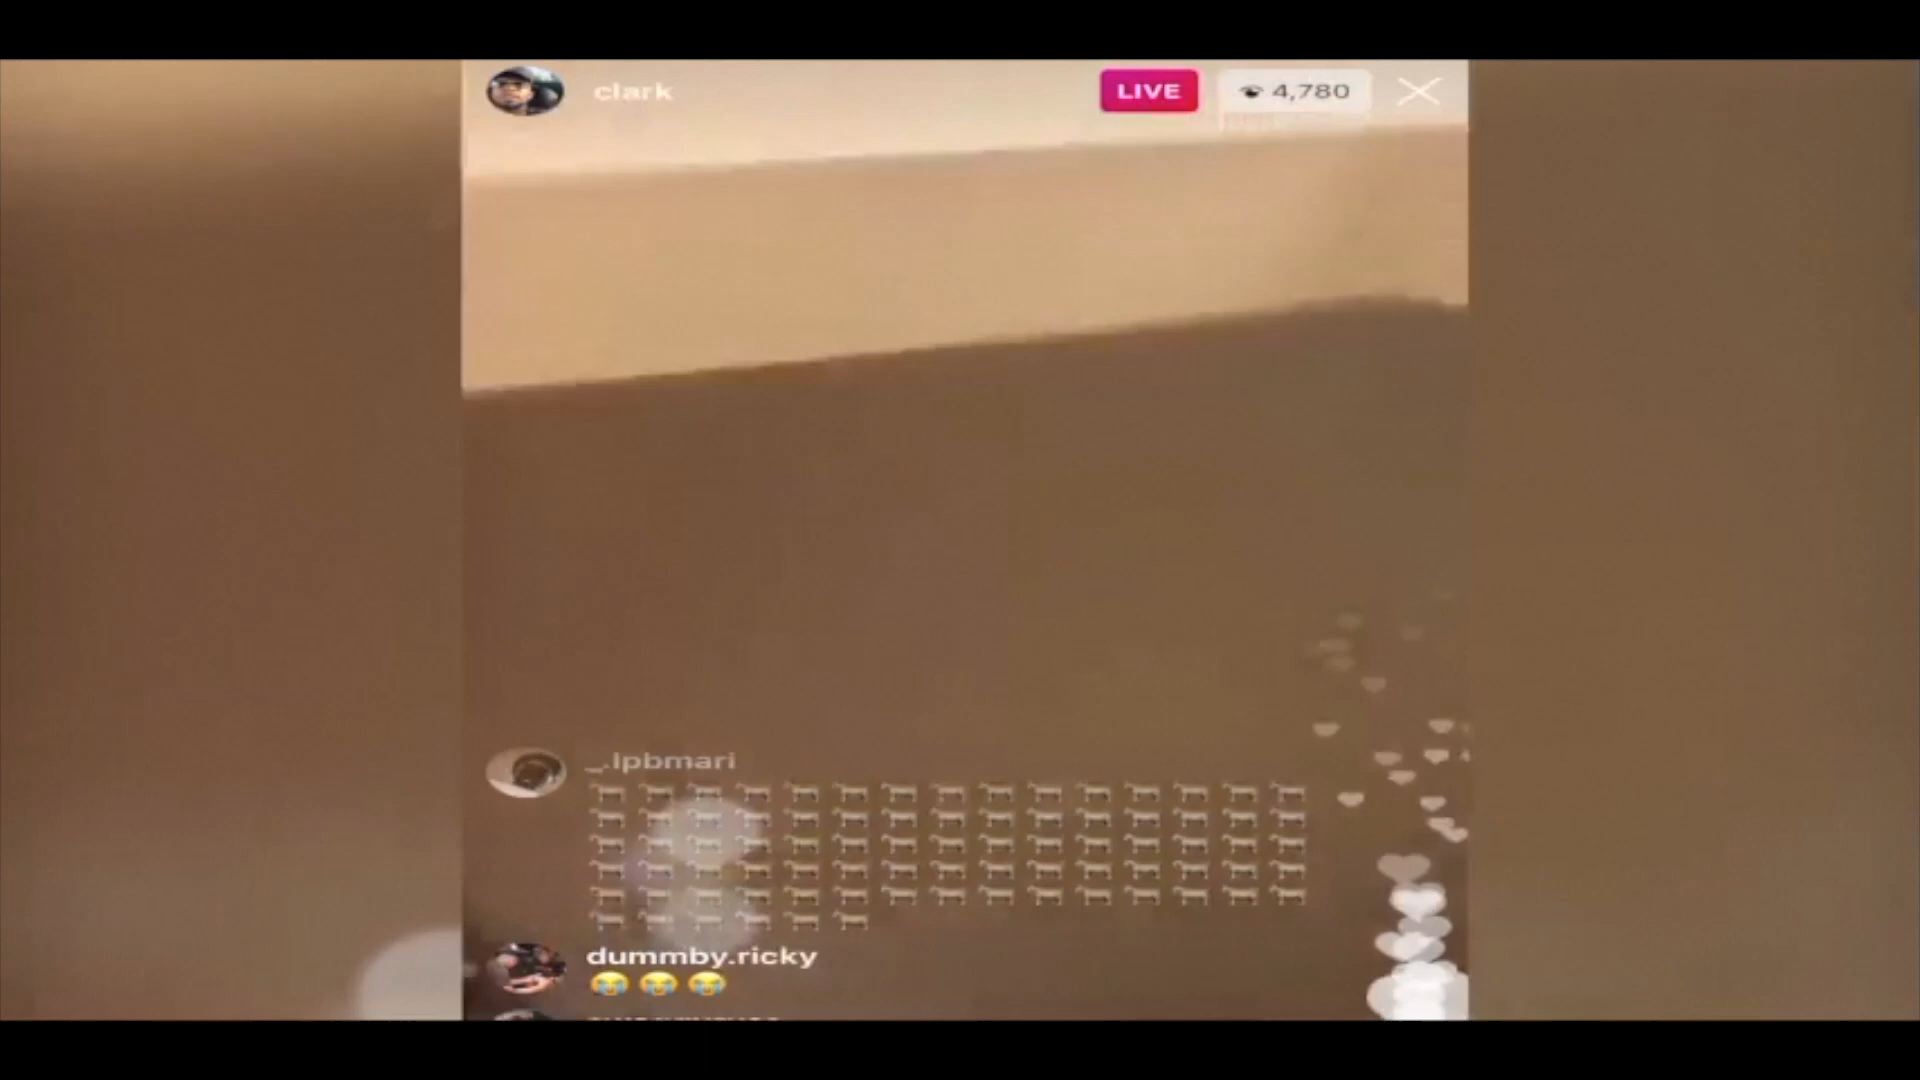 clark
LIVE
4,780
_.lpbmari
🐐🐐🐐🐐🐐🐐🐐🐐🐐🐐🐐🐐🐐🐐🐐
🐐🐐🐐🐐🐐🐐🐐🐐🐐🐐🐐🐐🐐🐐🐐
🐐🐐🐐🐐🐐🐐🐐🐐🐐🐐🐐🐐🐐🐐🐐
🐐🐐🐐🐐🐐🐐🐐🐐🐐🐐🐐🐐🐐🐐🐐
🐐🐐🐐🐐🐐🐐🐐🐐🐐🐐🐐🐐🐐🐐🐐
🐐🐐🐐🐐🐐🐐
dummby.ricky
😭😭😭